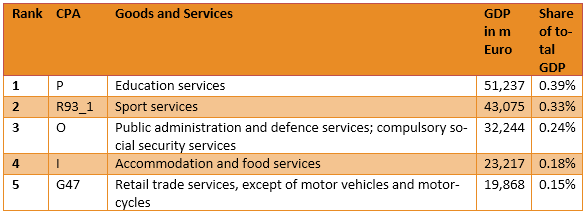 Rank CPA Goods and Services GDP Share
in m of to-
Euro tal
GDP
1 P Education services 51,237 0.39%
2 R93_1 Sport services 43,075 0.33%
3 O Public administration and defence services; compulsory so- 32,244 0.24%
cial security services
4 I Accommodation and food services 23,217 0.18%
5 G47 Retail trade services, except of motor vehicles and motor- 19,868 0.15%
cycles